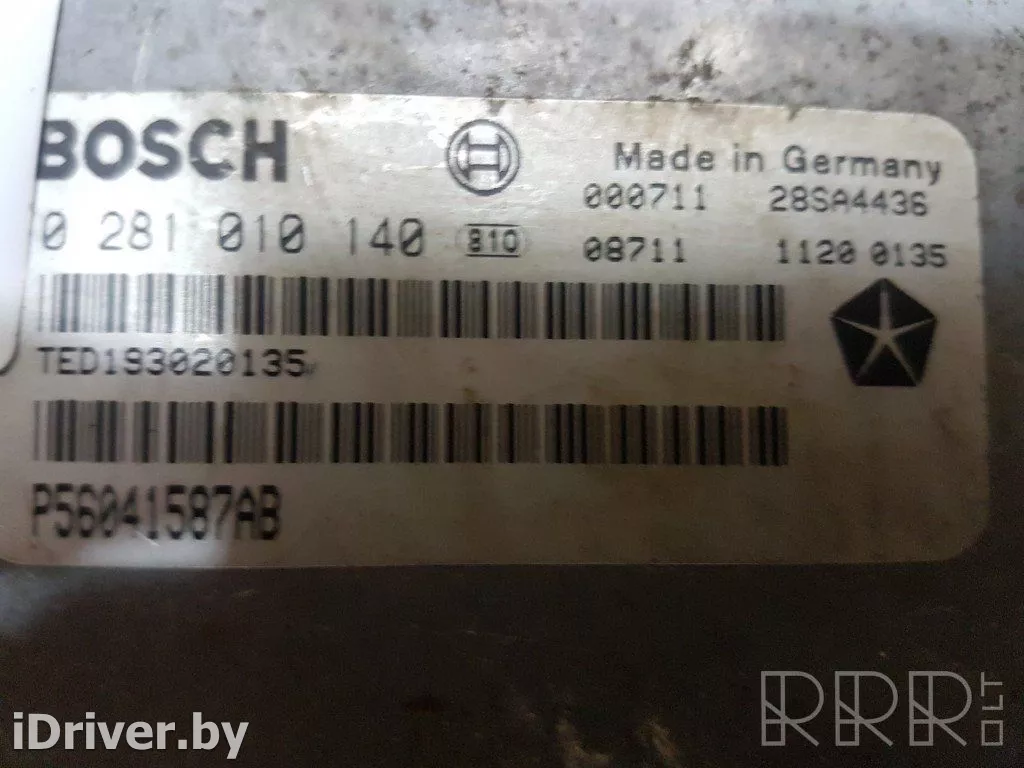 BOSCH
Made in Germany
000711 28SA4436
0 281 010 140 810
08711 1120 0135
TED193020135
P56041587AB
iDriver.by
RRR.LT